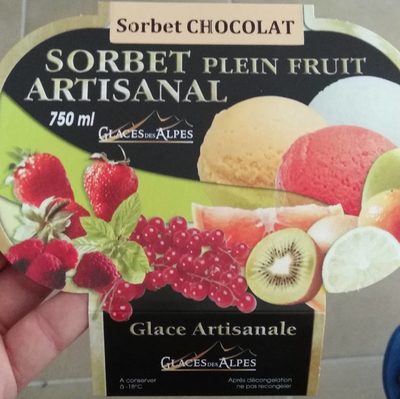 Sorbet CHOCOLAT
SORBET PLEIN FRUIT
ARTISANAL
750 ml
GLACES DES ALPES
Glace Artisanale
GLACES DES ALPES
A conserver
à -18°C
Après décongélation
ne pas recongeler